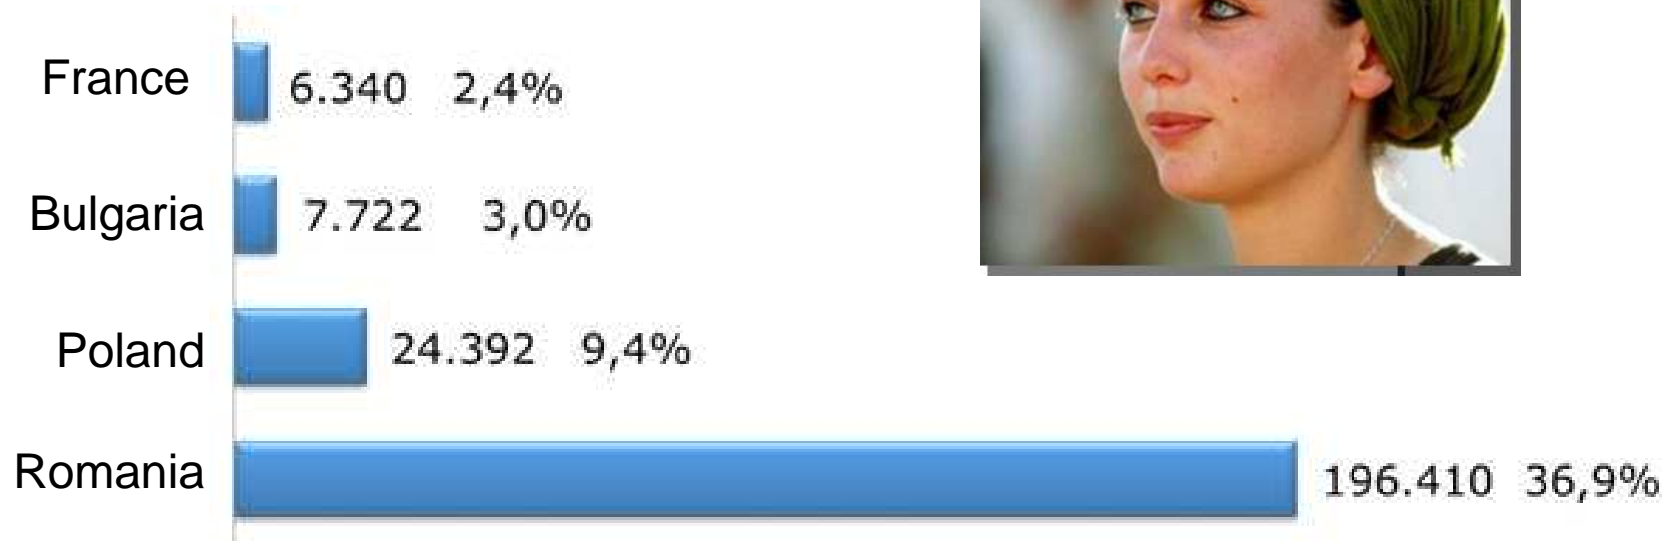 France 6.340 2,4%
Bulgaria 7.722 3,0%
Poland 24.392 9,4%
Romania 196.410 36,9%